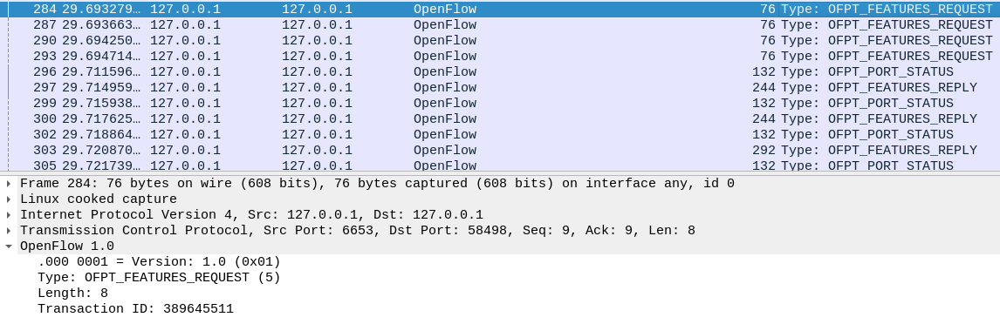 284 29.693279… 127.0.0.1 127.0.0.1 OpenFlow 76 Type: OFPT_FEATURES_REQUEST
287 29.693663… 127.0.0.1 127.0.0.1 OpenFlow 76 Type: OFPT_FEATURES_REQUEST
290 29.694250… 127.0.0.1 127.0.0.1 OpenFlow 76 Type: OFPT_FEATURES_REQUEST
293 29.694714… 127.0.0.1 127.0.0.1 OpenFlow 76 Type: OFPT_FEATURES_REQUEST
296 29.711596… 127.0.0.1 127.0.0.1 OpenFlow 132 Type: OFPT_PORT_STATUS
297 29.714959… 127.0.0.1 127.0.0.1 OpenFlow 244 Type: OFPT_FEATURES_REPLY
299 29.715938… 127.0.0.1 127.0.0.1 OpenFlow 132 Type: OFPT_PORT_STATUS
300 29.717625… 127.0.0.1 127.0.0.1 OpenFlow 244 Type: OFPT_FEATURES_REPLY
302 29.718864… 127.0.0.1 127.0.0.1 OpenFlow 132 Type: OFPT_PORT_STATUS
303 29.720870… 127.0.0.1 127.0.0.1 OpenFlow 292 Type: OFPT_FEATURES_REPLY
305 29.721739… 127.0.0.1 127.0.0.1 OpenFlow 132 Type: OFPT_PORT_STATUS
Frame 284: 76 bytes on wire (608 bits), 76 bytes captured (608 bits) on interface any, id 0
Linux cooked capture
Internet Protocol Version 4, Src: 127.0.0.1, Dst: 127.0.0.1
Transmission Control Protocol, Src Port: 6653, Dst Port: 58498, Seq: 9, Ack: 9, Len: 8
OpenFlow 1.0
.000 0001 = Version: 1.0 (0x01)
Type: OFPT_FEATURES_REQUEST (5)
Length: 8
Transaction ID: 389645511